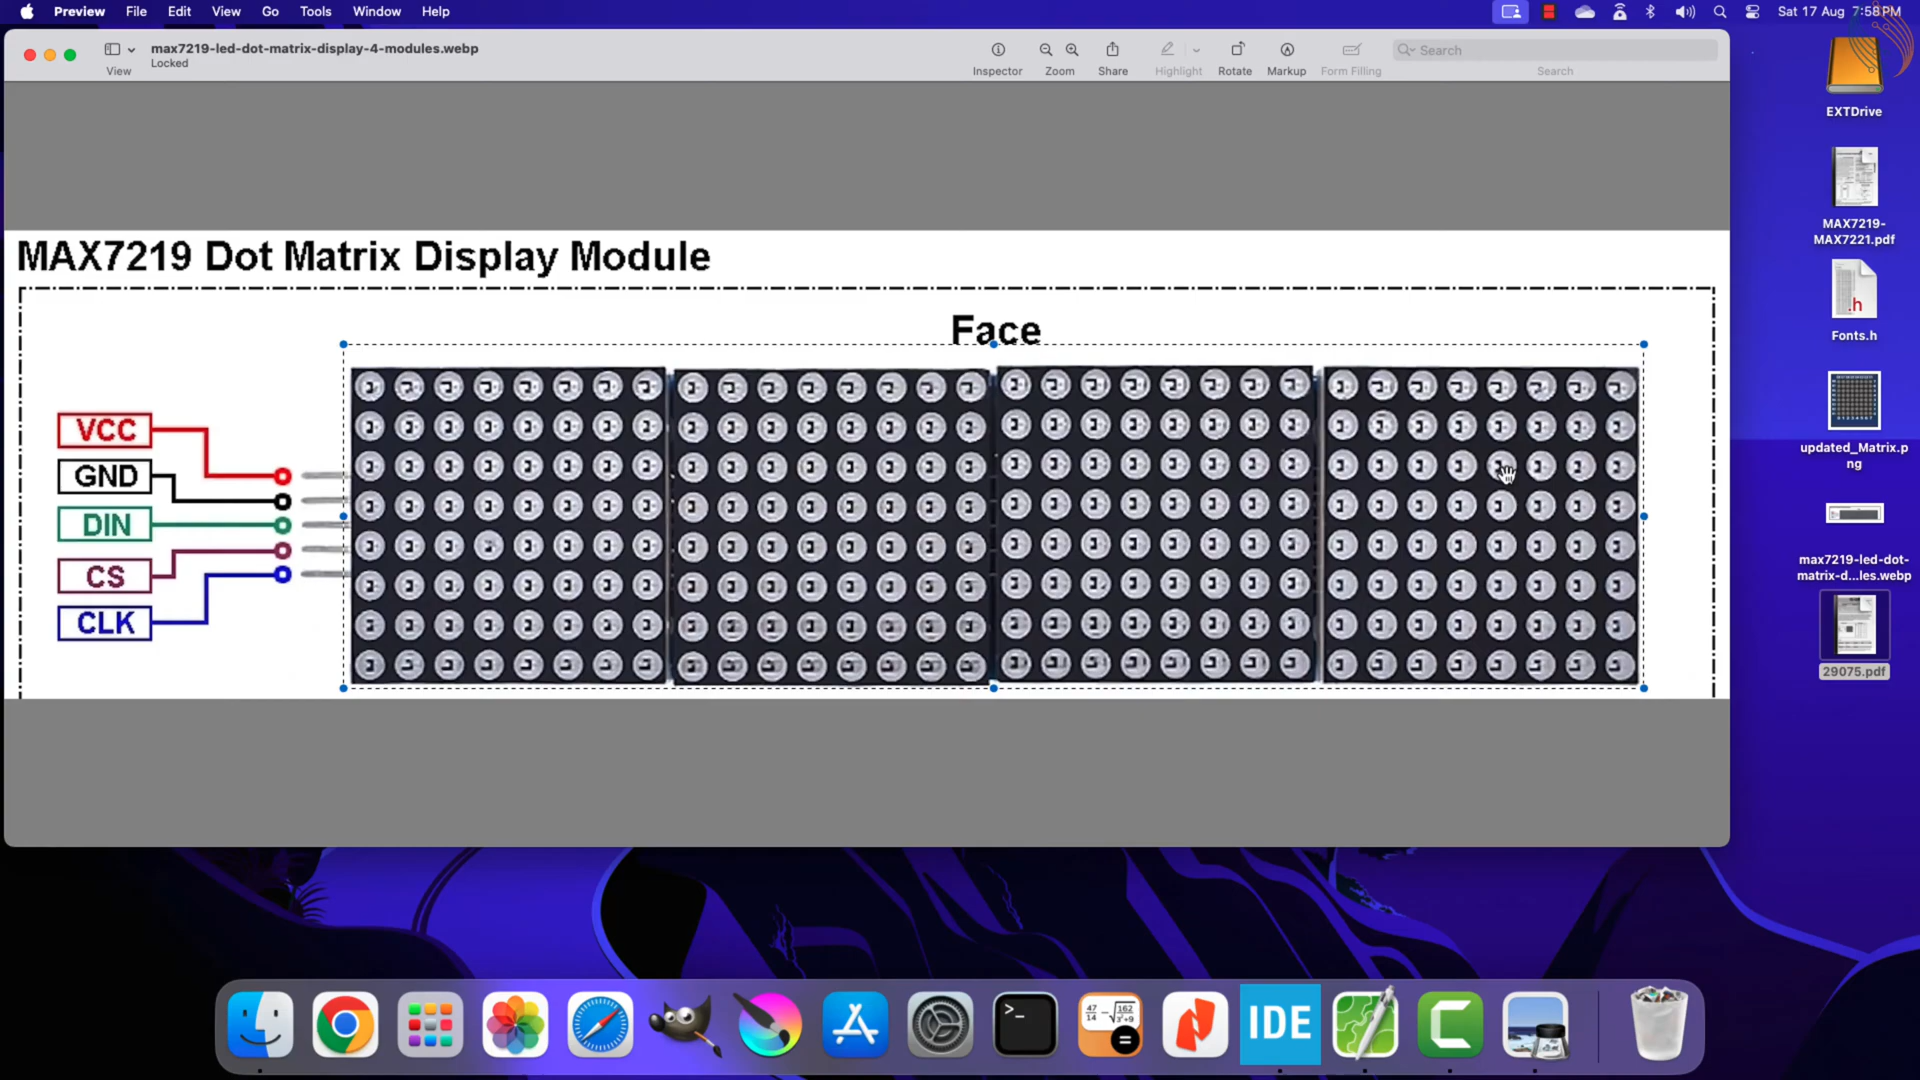 Preview File Edit View Go Tools Window Help
Sat 17 Aug 7:58PM
max7219-led-dot-matrix-display-4-modules.webp
Locked
View
Inspector Zoom Share Highlight Rotate Markup Form Filling
Search
Search
EXTDrive
MAX7219-
MAX7221.pdf
.h
Fonts.h
updated_Matrix.p
ng
max7219-led-dot-
matrix-d...les.webp
29075.pdf
MAX7219 Dot Matrix Display Module
Face
VCC
GND
DIN
CS
CLK
>_
IDE